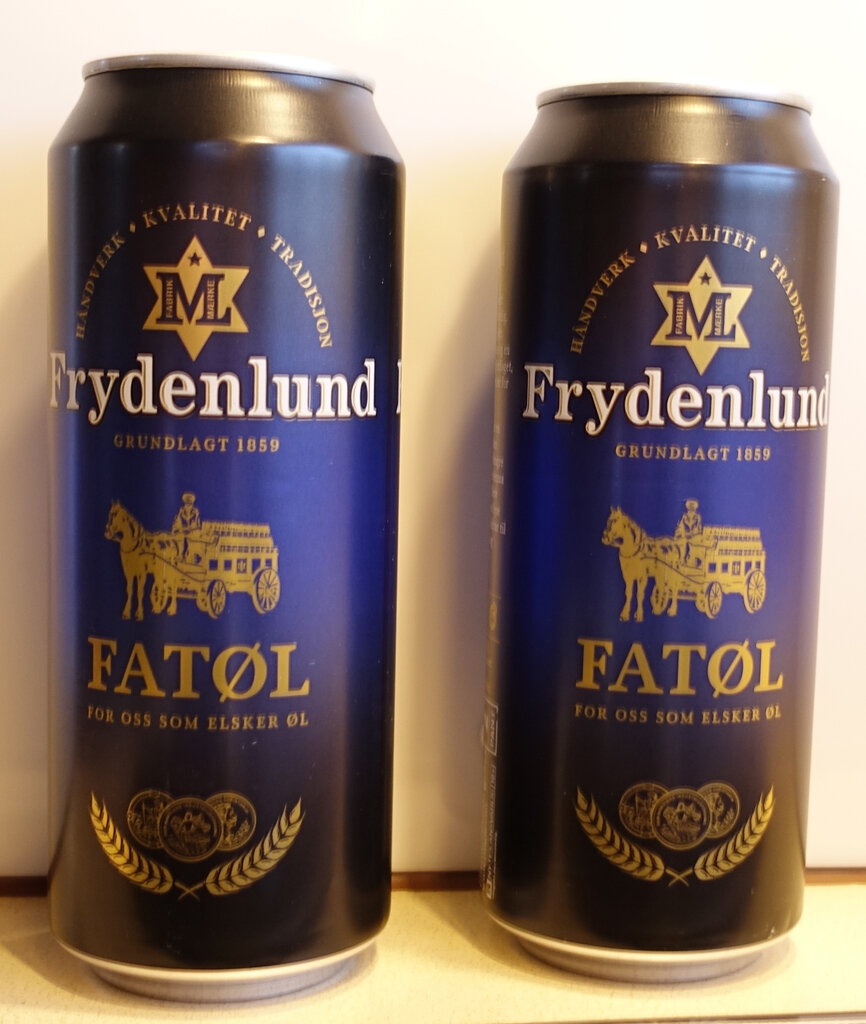 HÅNDVERK ♦ KVALITET ♦ TRADISJON
FABRIK M MÆRKE
Frydenlund
GRUNDLAGT 1859
FATØL
FOR OSS SOM ELSKER ØL
HÅNDVERK ♦ KVALITET ♦ TRADISJON
FABRIK M MÆRKE
Frydenlund
GRUNDLAGT 1859
FATØL
FOR OSS SOM ELSKER ØL